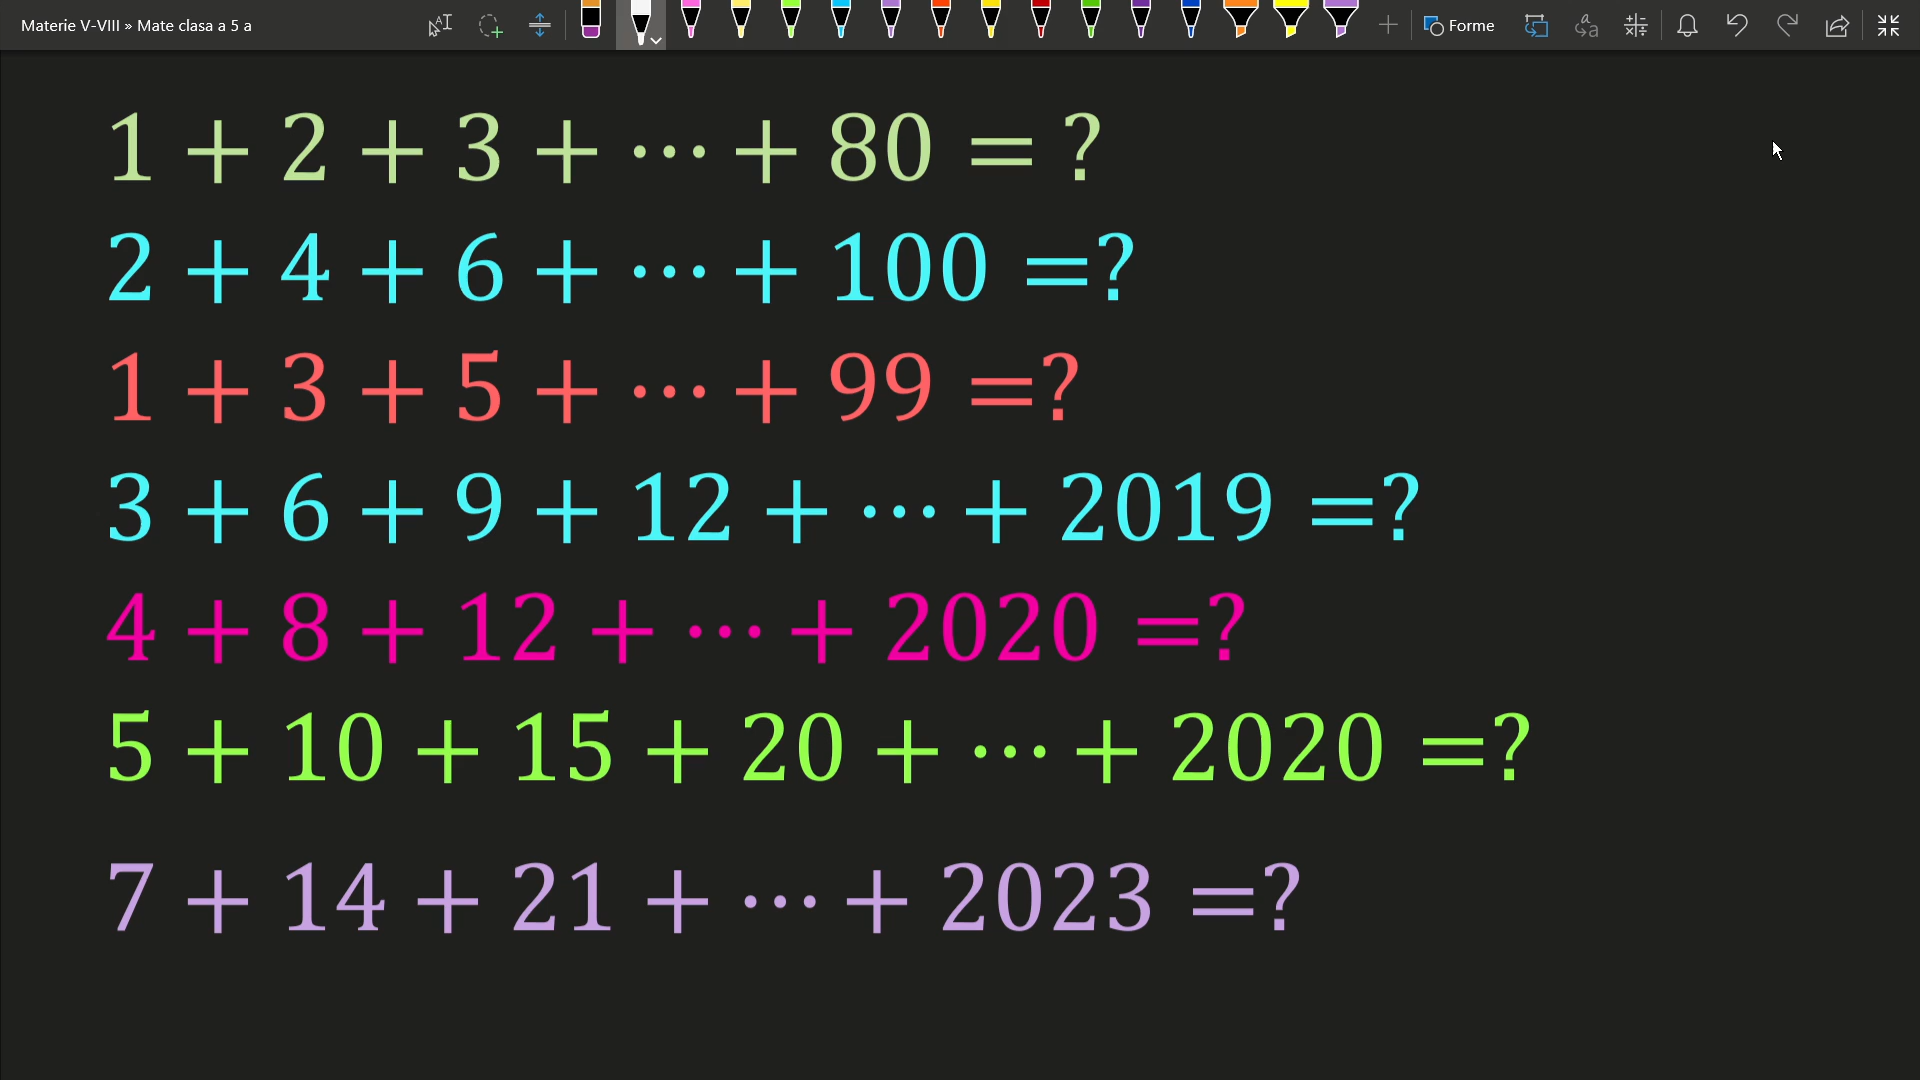 Materie V-VIII » Mate clasa a 5 a
Forme
1 + 2 + 3 + ⋯ + 80 = ?
2 + 4 + 6 + ⋯ + 100 =?
1 + 3 + 5 + ⋯ + 99 =?
3 + 6 + 9 + 12 + ⋯ + 2019 =?
4 + 8 + 12 + ⋯ + 2020 =?
5 + 10 + 15 + 20 + ⋯ + 2020 =?
7 + 14 + 21 + ⋯ + 2023 =?